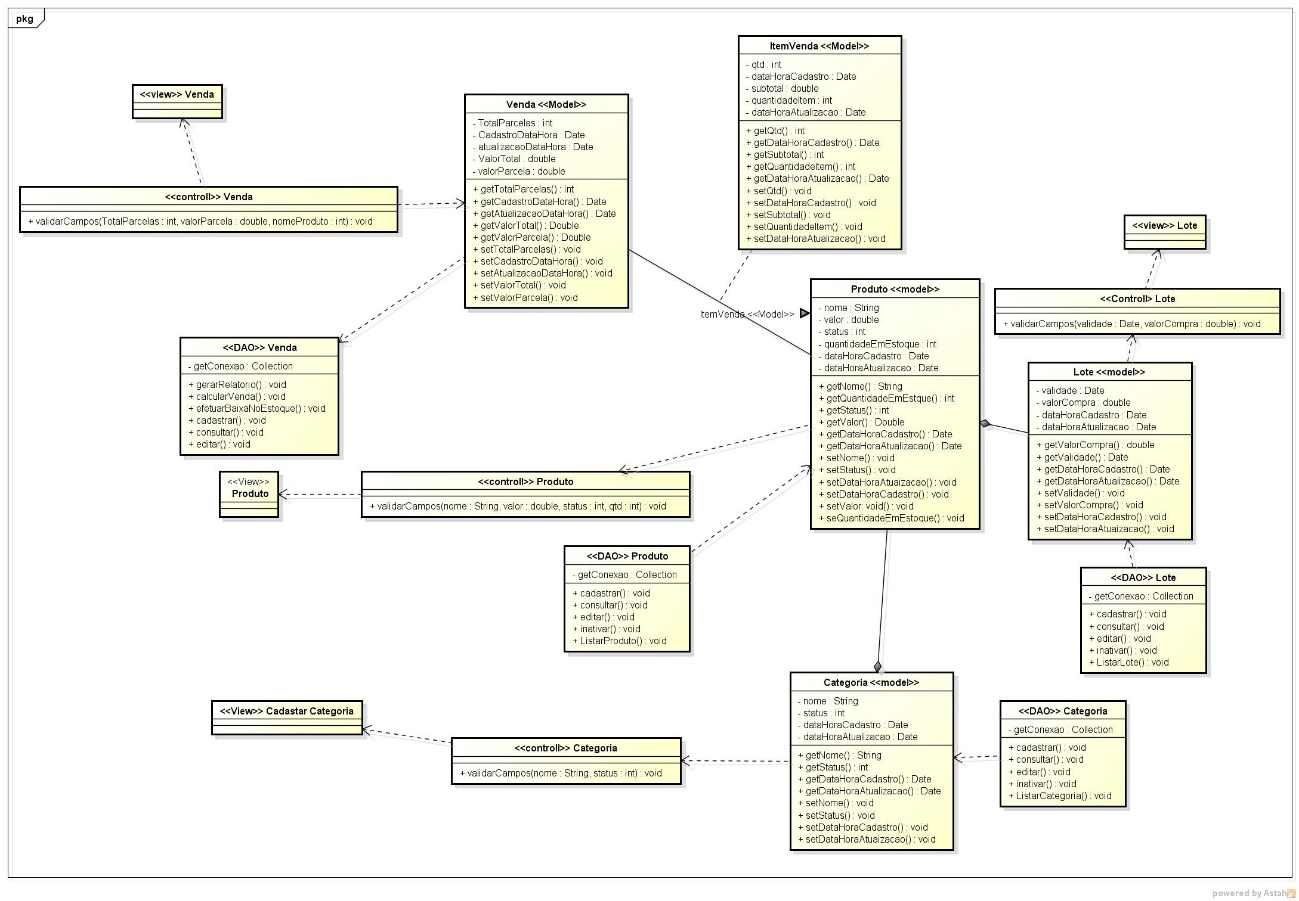 pkg
ItemVenda <<Model>>
- qtd : int
- dataHoraCadastro : Date
- subtotal : double
- quantidadeItem : int
- dataHoraAtualizacao : Date
+ getQtd() : int
+ getDataHoraCadastro() : Date
+ getSubtotal() : int
+ getQuantidadeItem() : int
+ getDataHoraAtualizacao() : Date
+ setQtd() : void
+ setDataHoraCadastro() : void
+ setSubtotal() : void
+ setQuantidadeItem() : void
+ setDataHoraAtualizacao() : void
<<view>> Venda
Venda <<Model>>
- TotalParcelas : int
- CadastroDataHora : Date
- atualizacaoDataHora : Date
- ValorTotal : double
- valorParcela : double
+ getTotalParcelas() : int
+ getCadastroDataHora() : Date
+ getAtualizacaoDataHora() : Date
+ getValorTotal() : Double
+ getValorParcela() : Double
+ setTotalParcelas() : void
+ setCadastroDataHora() : void
+ setAtualizacaoDataHora() : void
+ setValorTotal() : void
+ setValorParcela() : void
<<controll>> Venda
+ validarCampos(TotalParcelas : int, valorParcela : double, nomeProduto : int) : void
<<view>> Lote
<<Controll> Lote
+ validarCampos(validade : Date, valorCompra : double) : void
ItemVenda <<Model>>
Produto <<model>>
- nome : String
- valor : double
- status : int
- quantidadeEmEstoque : int
- dataHoraCadastro : Date
- dataHoraAtualizacao : Date
+ getNome() : String
+ getQuantidadeEmEstque() : int
+ getStatus() : int
+ getValor() : Double
+ getDataHoraCadastro() : Date
+ getDataHoraAtualizacao() : Date
+ setNome() : void
+ setStatus() : void
+ setDataHoraAtuaizacao() : void
+ setDataHoraCadastro() : void
+ setValor: void() : void
+ seQuantidadeEmEstoque() : void
<<DAO>> Venda
- getConexao : Collection
+ gerarRelatorio() : void
+ calcularVenda() : void
+ efetuarBaixaNoEstoque() : void
+ cadastrar() : void
+ consultar() : void
+ editar() : void
Lote <<model>>
- validade : Date
- valorCompra : double
- dataHoraCadastro : Date
- dataHoraAtualizacao : Date
+ getValorCompra() : double
+ getValidade() : Date
+ getDataHoraCadastro() : Date
+ getDataHoraAtualizacao() : Date
+ setValidade() : void
+ setValorCompra() : void
+ setDataHoraCadastro() : void
+ setDataHoraAtuaizacao() : void
<<View>>
Produto
<<controll>> Produto
+ validarCampos(nome : String, valor : double, status : int, qtd : int) : void
<<DAO>> Produto
- getConexao : Collection
+ cadastrar() : void
+ consultar() : void
+ editar() : void
+ inativar() : void
+ ListarProduto() : void
<<DAO>> Lote
- getConexao : Collection
+ cadastrar() : void
+ consultar() : void
+ editar() : void
+ inativar() : void
+ ListarLote() : void
Categoria <<model>>
- nome : String
- status : int
- dataHoraCadastro : Date
- dataHoraAtualizacao : Date
+ getNome() : String
+ getStatus() : int
+ getDataHoraCadastro() : Date
+ getDataHoraAtualizacao() : Date
+ setNome() : void
+ setStatus() : void
+ setDataHoraCadastro() : void
+ setDataHoraAtuaizacao() : void
<<View>> Cadastar Categoria
<<controll>> Categoria
+ validarCampos(nome : String, status : int) : void
<<DAO>> Categoria
- getConexao : Collection
+ cadastrar() : void
+ consultar() : void
+ editar() : void
+ inativar() : void
+ ListarCategoria() : void
powered by Astah